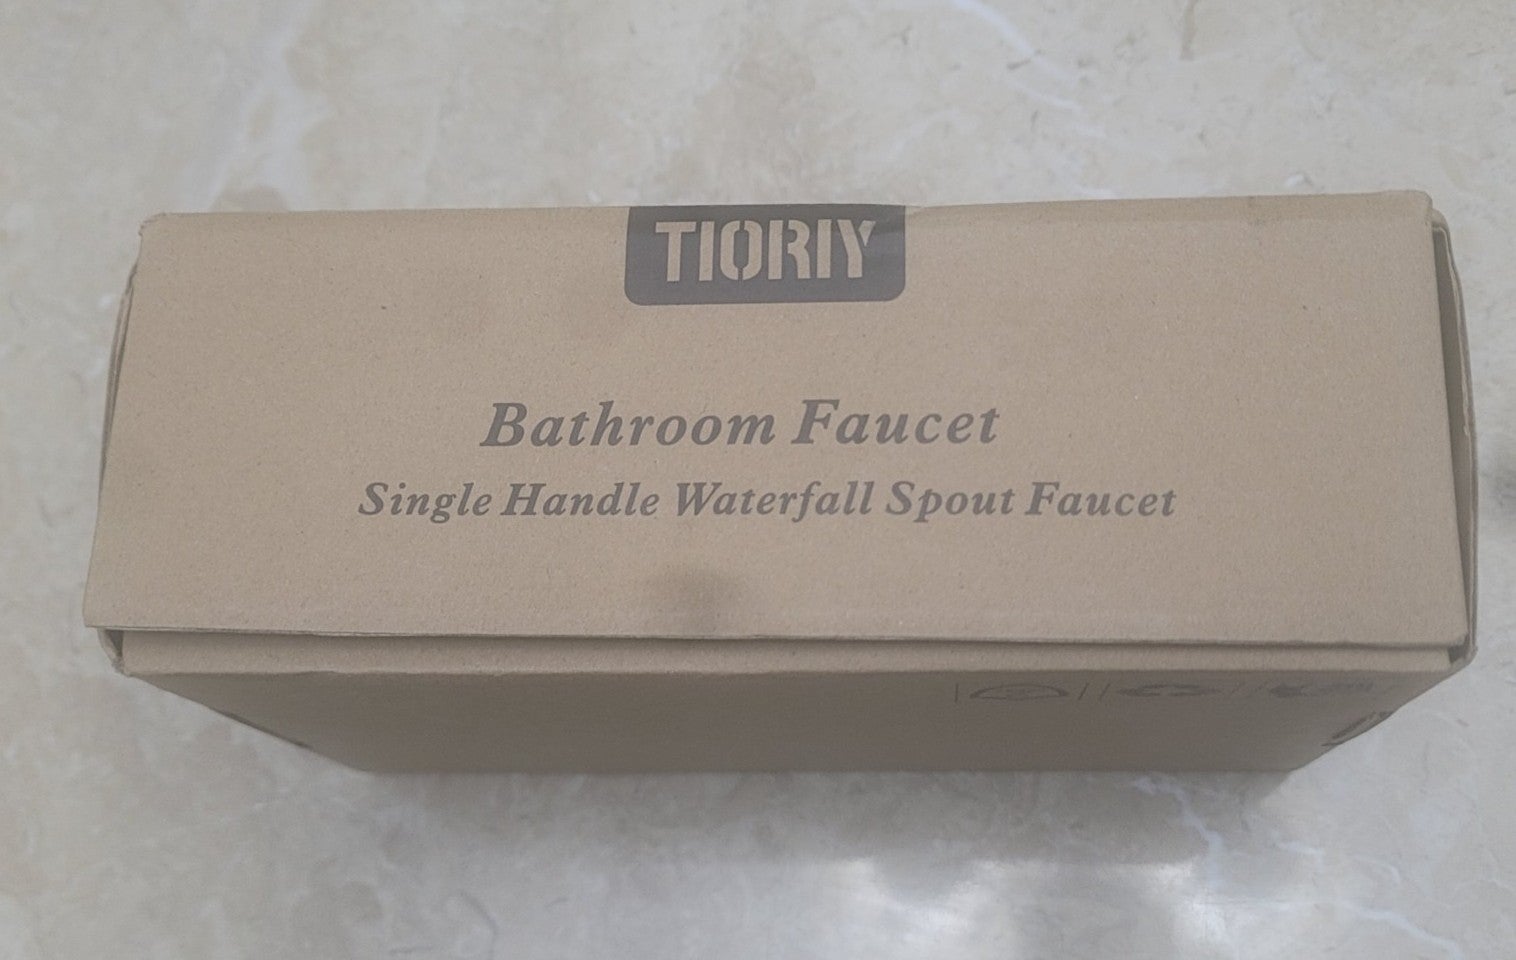 TIORIY
Bathroom Faucet
Single Handle Waterfall Spout Faucet